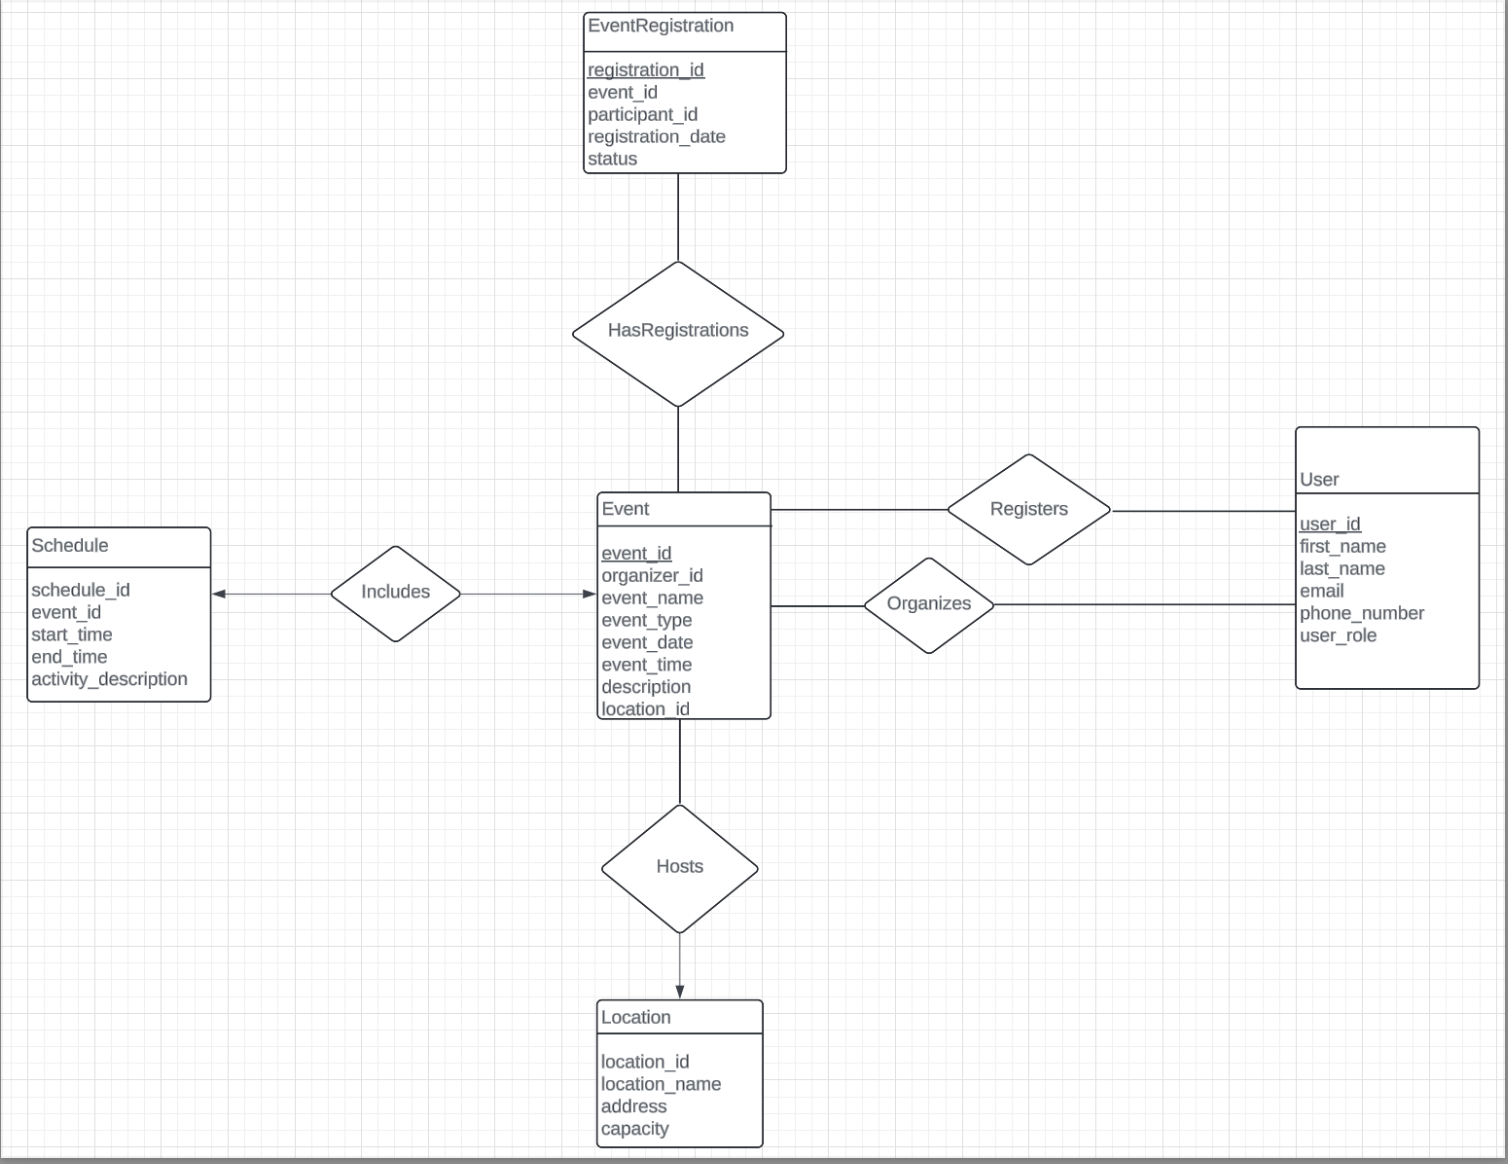 EventRegistration
registration_id
event_id
participant_id
registration_date
status
HasRegistrations
Event
event_id
organizer_id
event_name
event_type
event_date
event_time
description
location_id
Registers
Organizes
User
user_id
first_name
last_name
email
phone_number
user_role
Schedule
schedule_id
event_id
start_time
end_time
activity_description
Includes
Hosts
Location
location_id
location_name
address
capacity